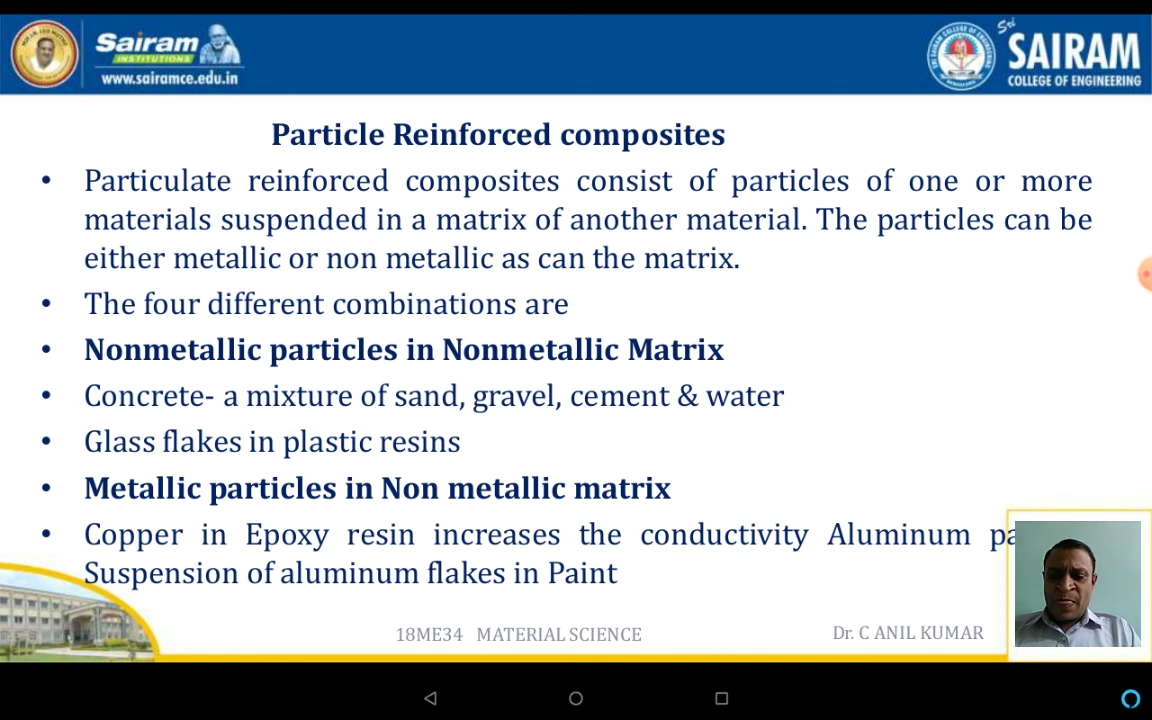 Sairam
INSTITUTIONS
www.sairamce.edu.in
Sri
SAIRAM
COLLEGE OF ENGINEERING
Particle Reinforced composites
• Particulate reinforced composites consist of particles of one or more
materials suspended in a matrix of another material. The particles can be
either metallic or non metallic as can the matrix.
• The four different combinations are
• Nonmetallic particles in Nonmetallic Matrix
• Concrete- a mixture of sand, gravel, cement & water
• Glass flakes in plastic resins
• Metallic particles in Non metallic matrix
• Copper in Epoxy resin increases the conductivity Aluminum
Suspension of aluminum flakes in Paint
18ME34 MATERIAL SCIENCE
Dr. C ANIL KUMAR